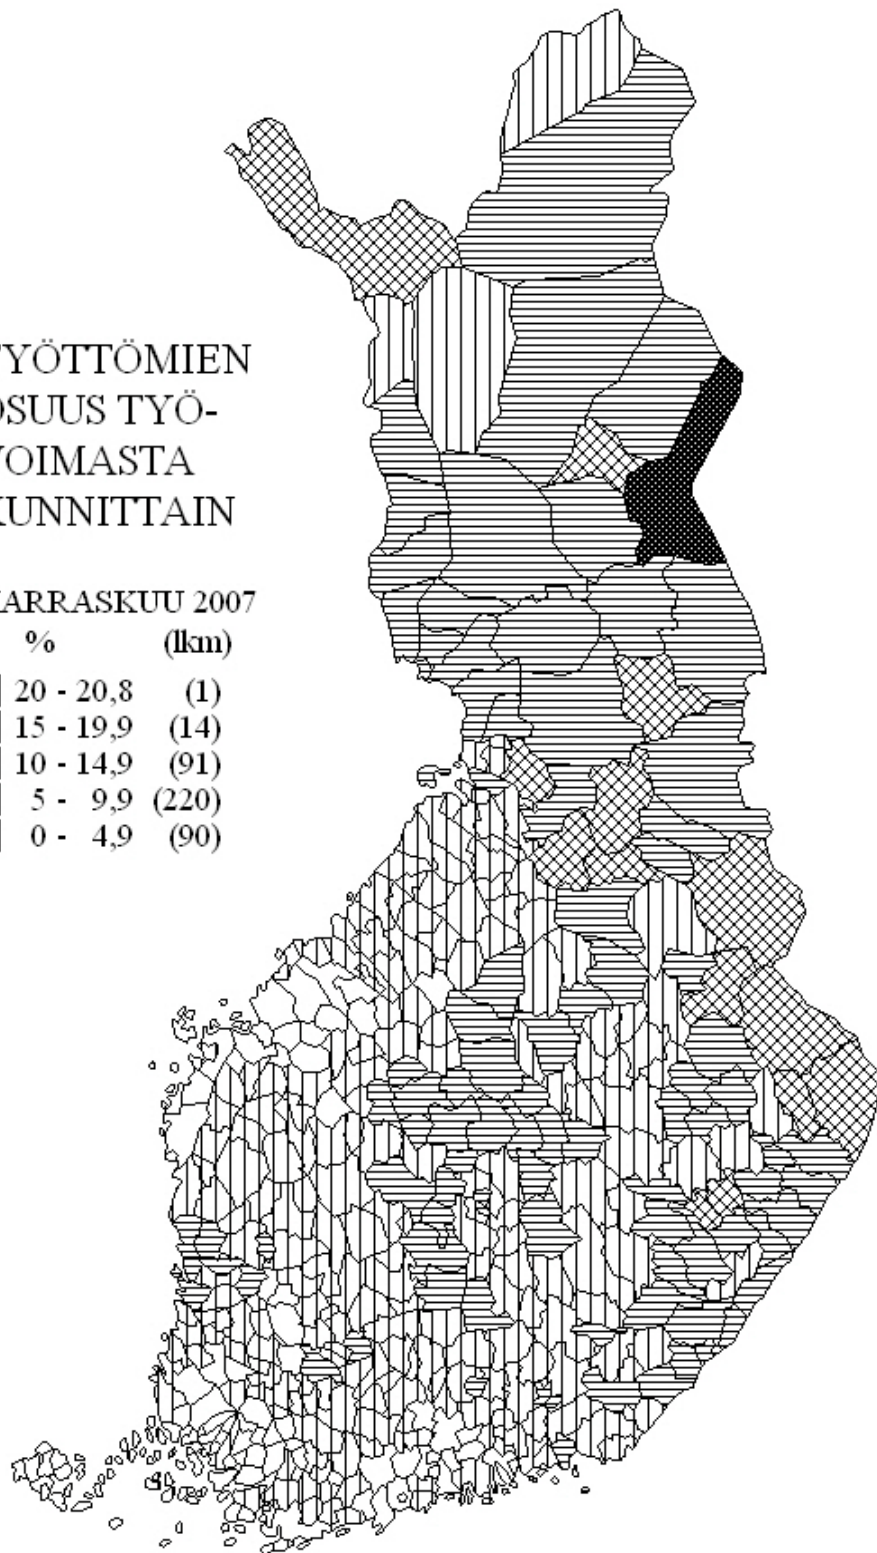 YÖTTÖMIEN
OSUUS TYÖ-
VOIMASTA
KUNNITTAIN
ARRASKUU 2007
% (lkm)
20 - 20,8 (1)
15 - 19,9 (14)
10 - 14,9 (91)
5 - 9,9 (220)
0 - 4,9 (90)